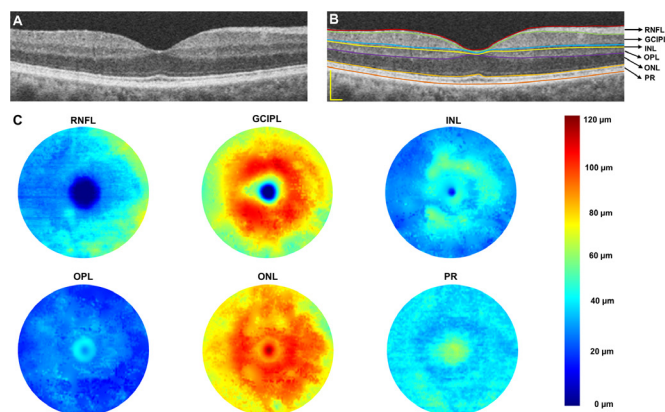 A
B
RNFL
GCIPL
INL
OPL
ONL
PR
C
RNFL
GCIPL
INL
120 μm
100 μm
80 μm
60 μm
40 μm
20 μm
0 μm
OPL
ONL
PR